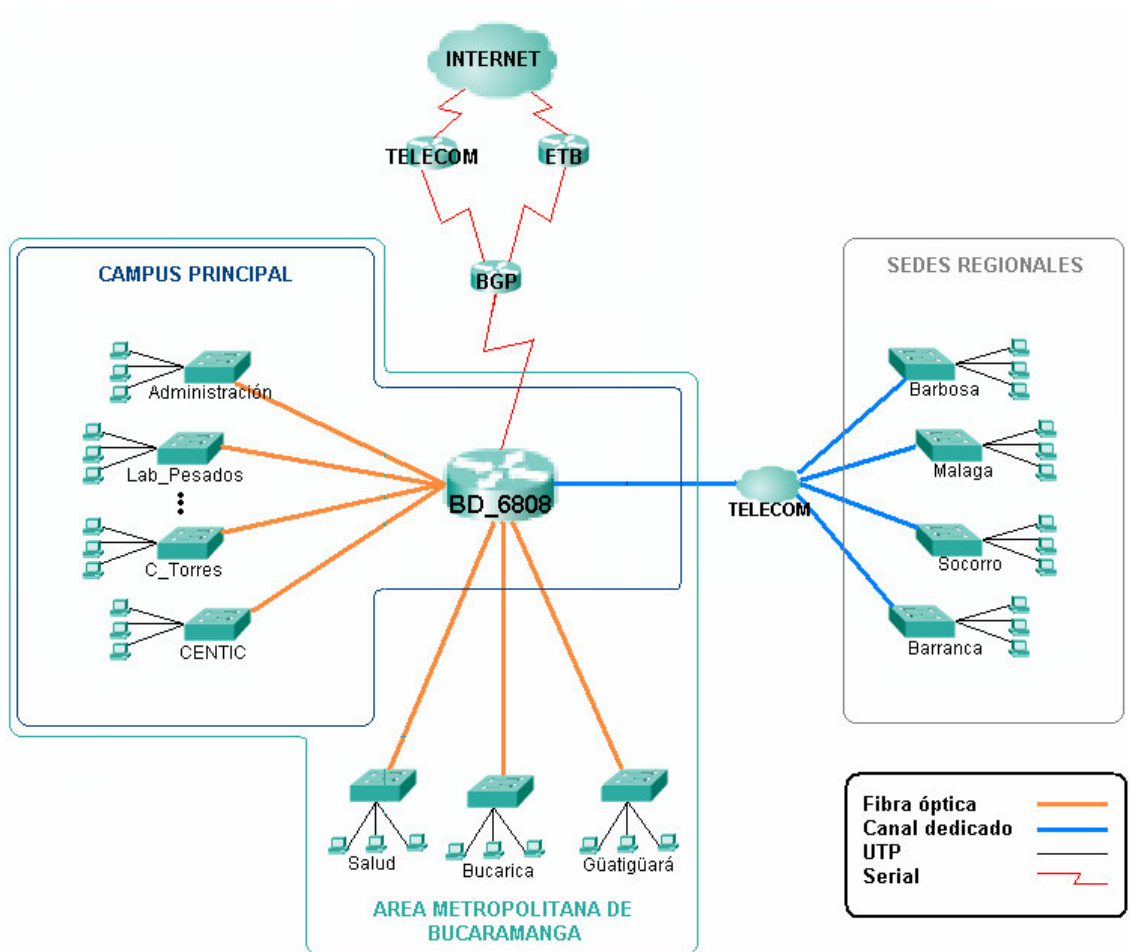 INTERNET
TELECOM
ETB
BGP
CAMPUS PRINCIPAL
Administración
Lab_Pesados
C_Torres
CENTIC
BD_6808
TELECOM
SEDES REGIONALES
Barbosa
Malaga
Socorro
Barranca
Salud
Bucarica
Güatigüará
AREA METROPOLITANA DE
BUCARAMANGA
Fibra óptica
Canal dedicado
UTP
Serial